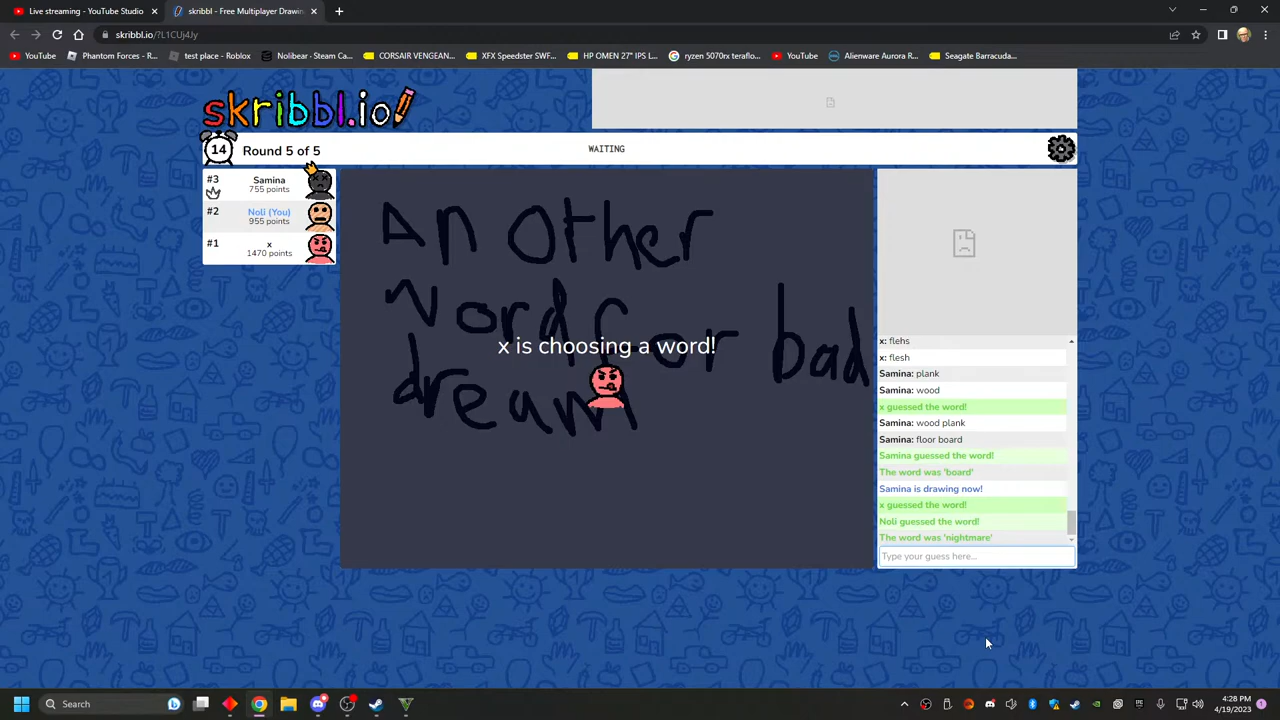 Live streaming - YouTube Studio
skribbl - Free Multiplayer Drawin
skribbl.io/?L1CUj4Jy
YouTube
Phantom Forces - R...
test place - Roblox
Nolibear - Steam Ca...
CORSAIR VENGEAN...
XFX Speedster SWF...
HP OMEN 27" IPS L...
ryzen 5070x teraflo...
YouTube
Alienware Aurora R...
Seagate Barracuda...
skribbl.io
14
Round 5 of 5
WAITING
#3
Samina
755 points
#2
Noli (You)
955 points
#1
x
1470 points
Another
word for bad
dream
x is choosing a word!
x: flehs
x: flesh
Samina: plank
Samina: wood
x guessed the word!
Samina: wood plank
Samina: floor board
Samina guessed the word!
The word was 'board'
Samina is drawing now!
x guessed the word!
Noli guessed the word!
The word was 'nightmare'
Type your guess here...
Search
4:28 PM
4/19/2023